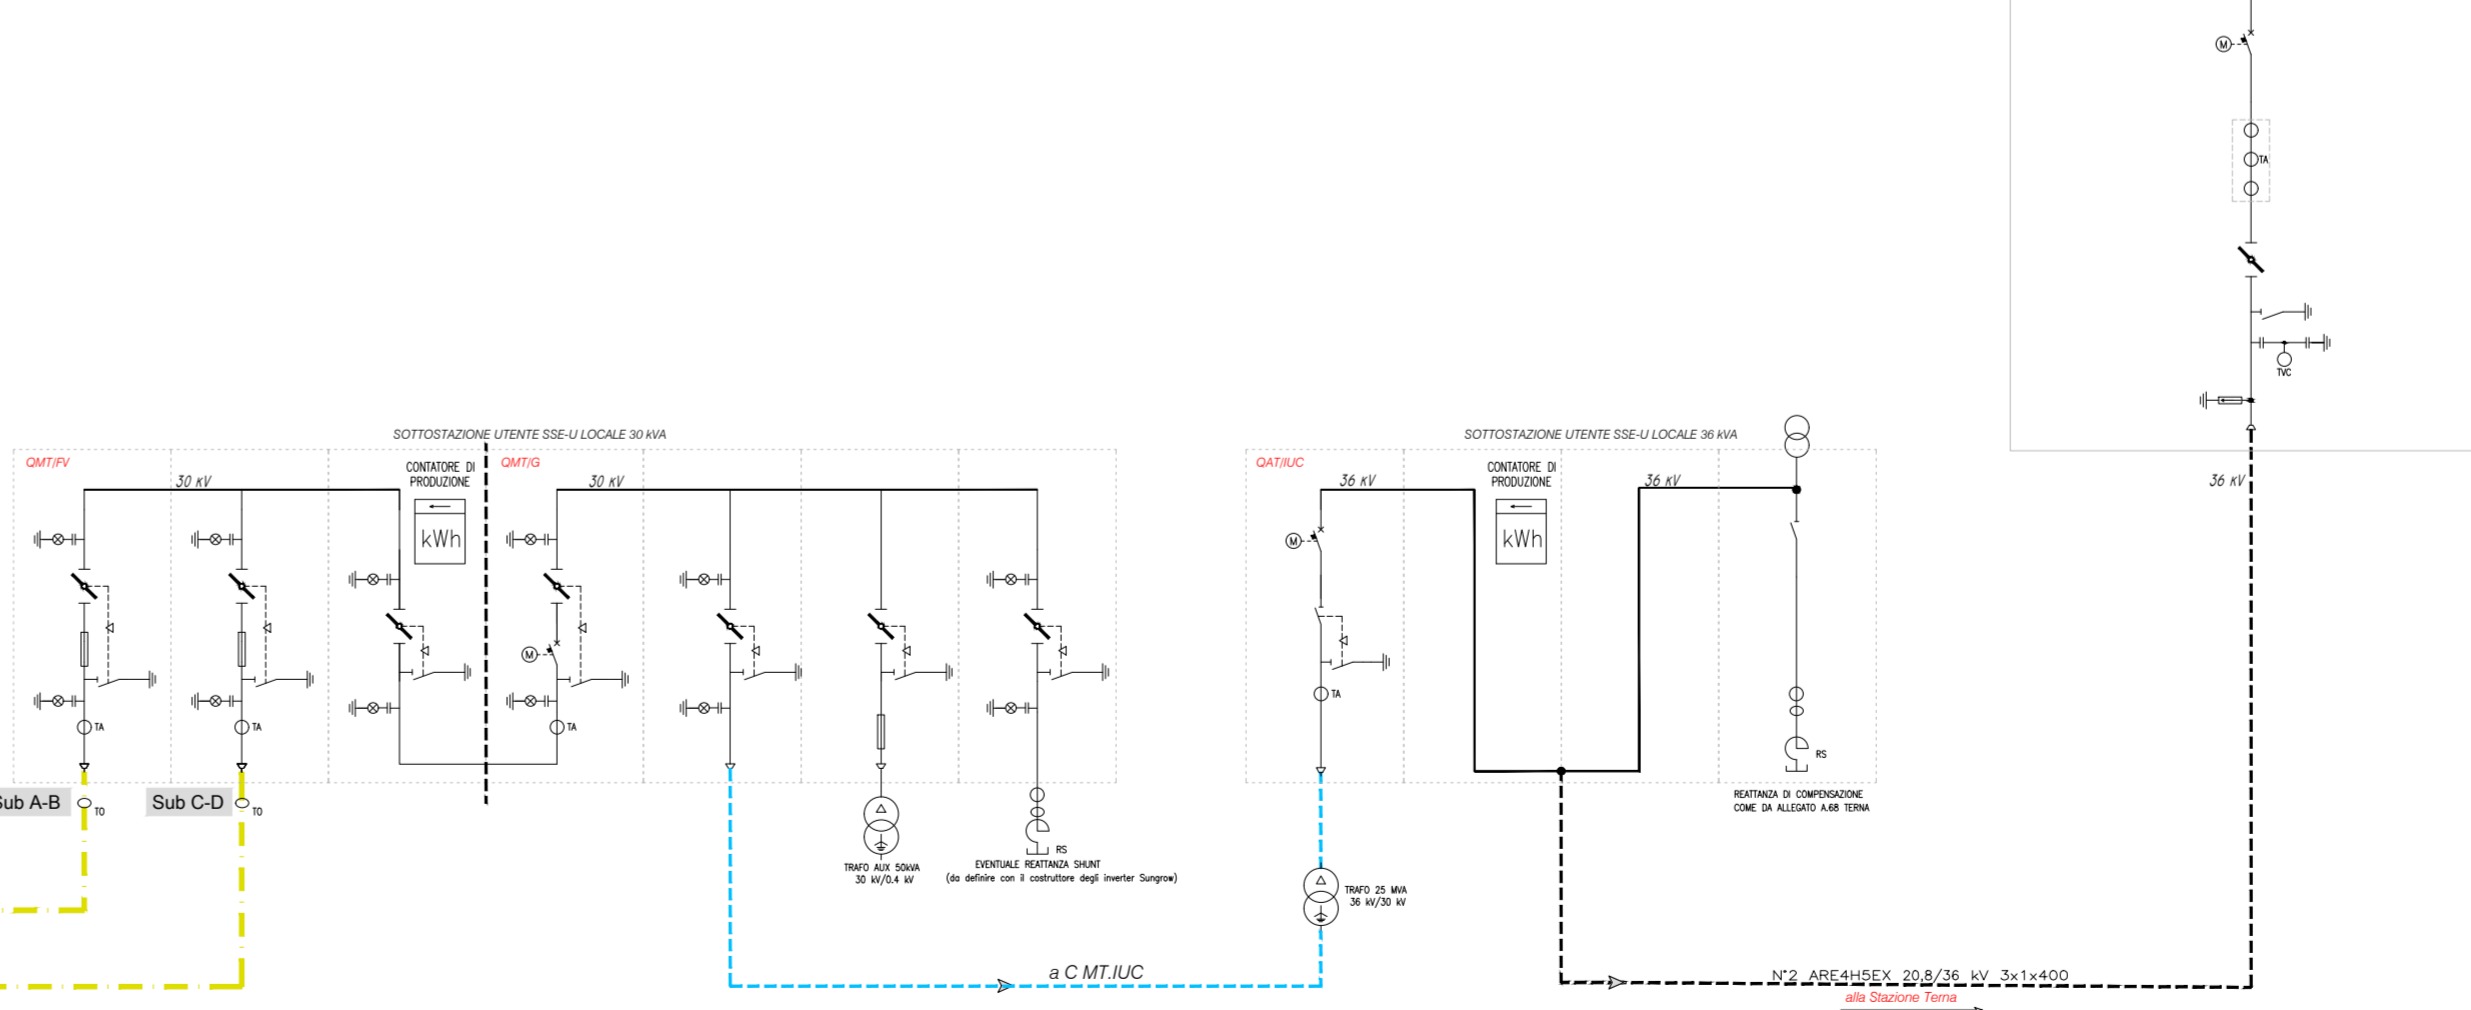 M
TA
TVC
SOTTOSTAZIONE UTENTE SSE-U LOCALE 30 kVA
SOTTOSTAZIONE UTENTE SSE-U LOCALE 36 kVA
QMT/FV
30 kV
CONTATORE DI
PRODUZIONE
kWh
QMT/G
30 kV
QAT/IUC
36 kV
CONTATORE DI
PRODUZIONE
kWh
36 kV
36 kV
M
M
TA
TA
TA
TA
RS
Sub A-B
TO
Sub C-D
TO
REATTANZA DI COMPENSAZIONE
COME DA ALLEGATO A.68 TERNA
RS
TRAFO AUX 50kVA
30 kV/0.4 kV
EVENTUALE REATTANZA SHUNT
(da definire con il costruttore degli inverter Sungrow)
TRAFO 25 MVA
36 kV/30 kV
a C MT.IUC
N°2 ARE4H5EX 20,8/36 kV 3x1x400
alla Stazione Terna